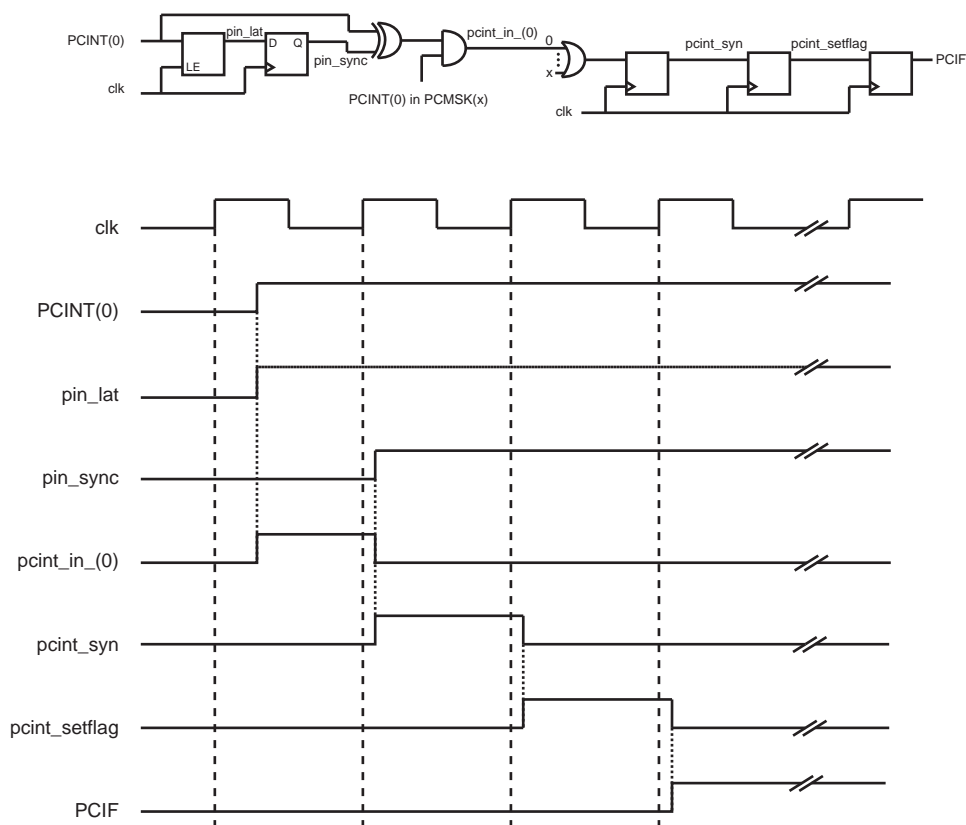 PCINT(0)
LE
clk
pin_lat
D Q
pin_sync
PCINT(0) in PCMSK(x)
pcint_in_(0)
0
x
clk
pcint_syn
pcint_setflag
PCIF
clk
PCINT(0)
pin_lat
pin_sync
pcint_in_(0)
pcint_syn
pcint_setflag
PCIF